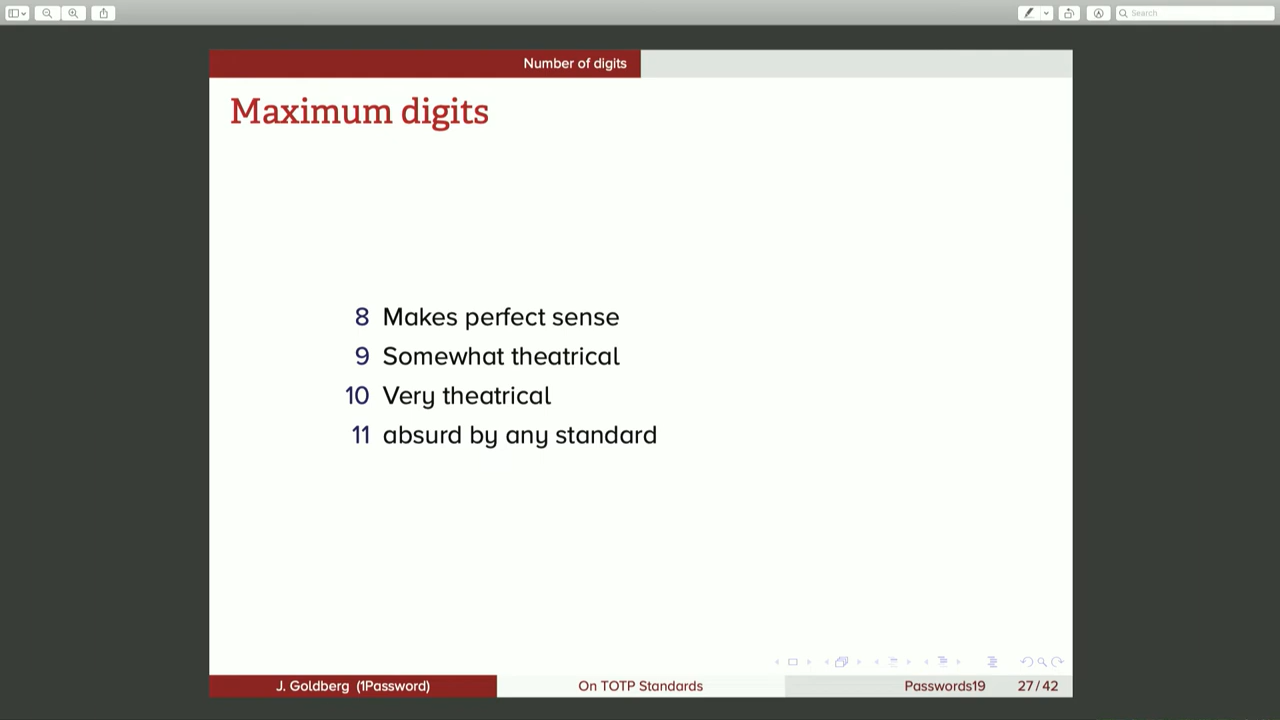 Search
Number of digits
Maximum digits
8 Makes perfect sense
9 Somewhat theatrical
10 Very theatrical
11 absurd by any standard
J. Goldberg (1Password) On TOTP Standards Passwords19 27/42